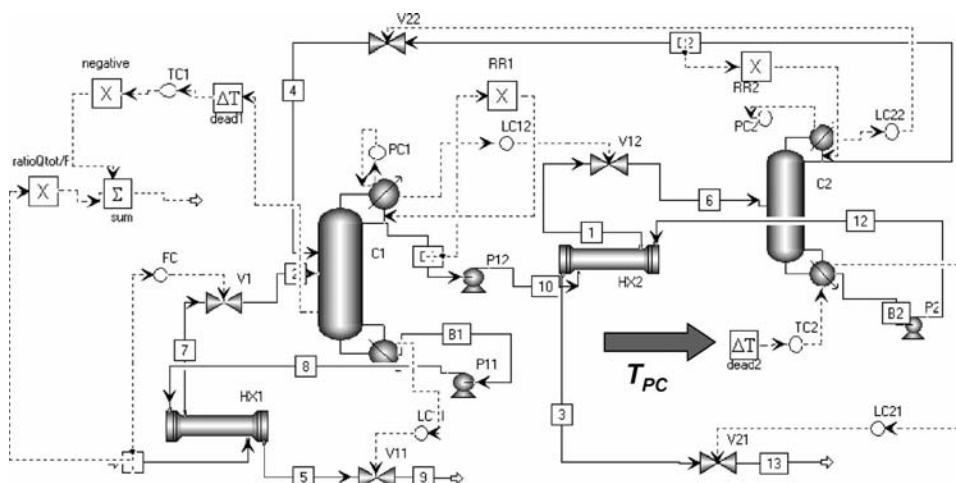 V22
negative
TC1
RR1
X
ΔT
X
X
RR2
dead1
4
LC12
PC2
LC22
ratioQtot/F
PC1
V12
C2
X
Σ
sum
6
12
C1
1
FC
V1
P12
HX2
10
B1
B2
P2
7
8
P11
ΔT
TC2
dead2
T_PC
HX1
3
LC21
V11
V21
5
9
13